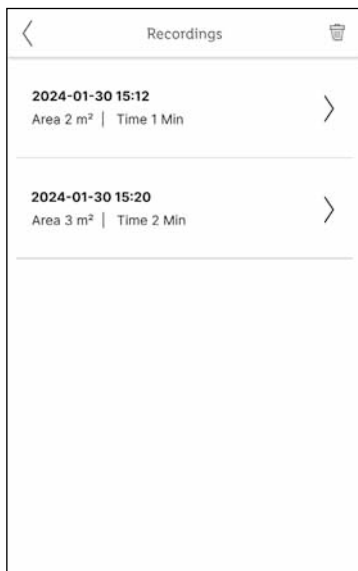 Recordings
2024-01-30 15:12
Area 2 m² | Time 1 Min
2024-01-30 15:20
Area 3 m² | Time 2 Min